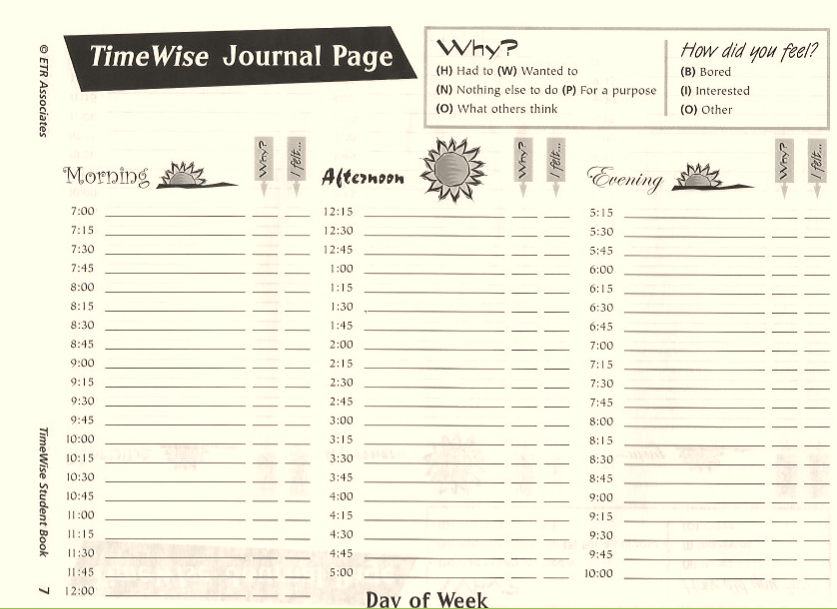 TimeWise Journal Page
Why?
(H) Had to (W) Wanted to
(N) Nothing else to do (P) For a purpose
(O) What others think
How did you feel?
(B) Bored
(I) Interested
(O) Other
© ETR Associates
Morning
Why?
I felt...
7:00
7:15
7:30
7:45
8:00
8:15
8:30
8:45
9:00
9:15
9:30
9:45
10:00
10:15
10:30
10:45
11:00
11:15
11:30
11:45
12:00
Afternoon
Why?
I felt...
12:15
12:30
12:45
1:00
1:15
1:30
1:45
2:00
2:15
2:30
2:45
3:00
3:15
3:30
3:45
4:00
4:15
4:30
4:45
5:00
Evening
Why?
I felt...
5:15
5:30
5:45
6:00
6:15
6:30
6:45
7:00
7:15
7:30
7:45
8:00
8:15
8:30
8:45
9:00
9:15
9:30
9:45
10:00
Day of Week
TimeWise Student Book 7